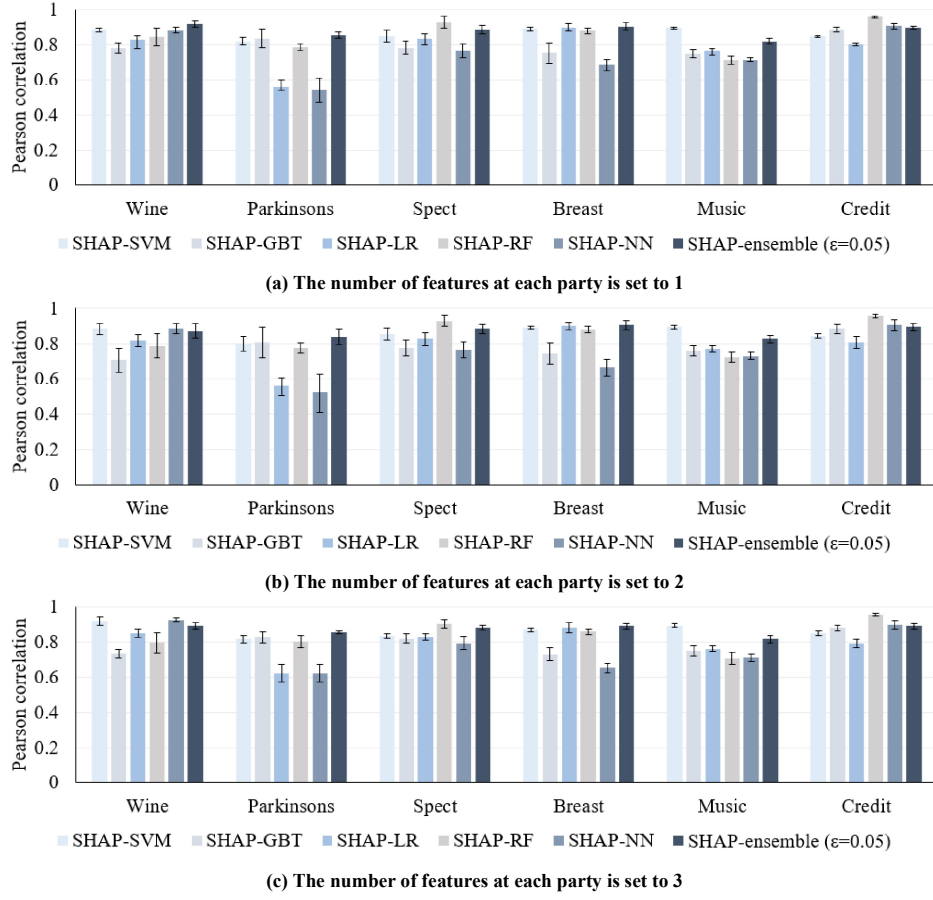 Pearson correlation
1
0.8
0.6
0.4
0.2
0
Wine Parkinsons Spect Breast Music Credit
SHAP-SVM SHAP-GBT SHAP-LR SHAP-RF SHAP-NN SHAP-ensemble (ε=0.05)
(a) The number of features at each party is set to 1
Pearson correlation
1
0.8
0.6
0.4
0.2
0
Wine Parkinsons Spect Breast Music Credit
SHAP-SVM SHAP-GBT SHAP-LR SHAP-RF SHAP-NN SHAP-ensemble (ε=0.05)
(b) The number of features at each party is set to 2
Pearson correlation
1
0.8
0.6
0.4
0.2
0
Wine Parkinsons Spect Breast Music Credit
SHAP-SVM SHAP-GBT SHAP-LR SHAP-RF SHAP-NN SHAP-ensemble (ε=0.05)
(c) The number of features at each party is set to 3